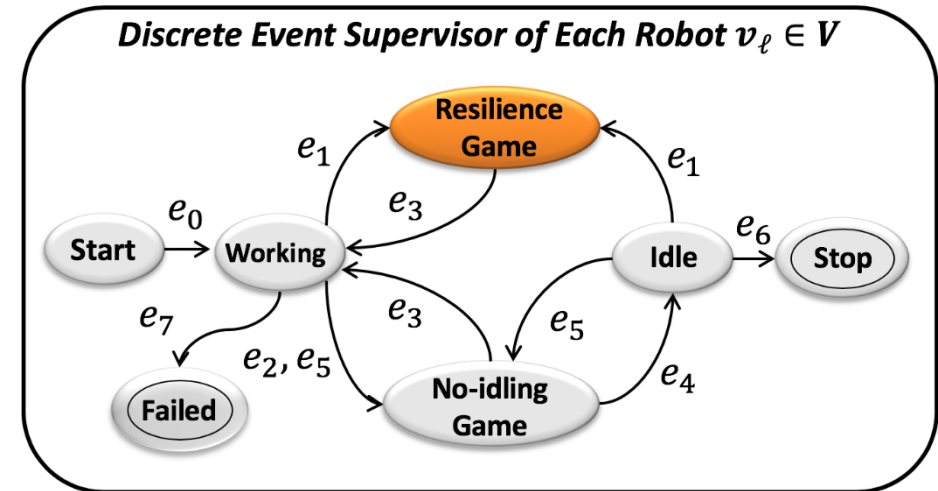 Discrete Event Supervisor of Each Robot 𝑣ℓ ∈ 𝑉
Resilience
Game
e₁
e₁
e₃
e₀
e₆
Start
Working
Idle
Stop
e₃
e₅
e₇
e₂, e₅
e₄
No-idling
Game
Failed